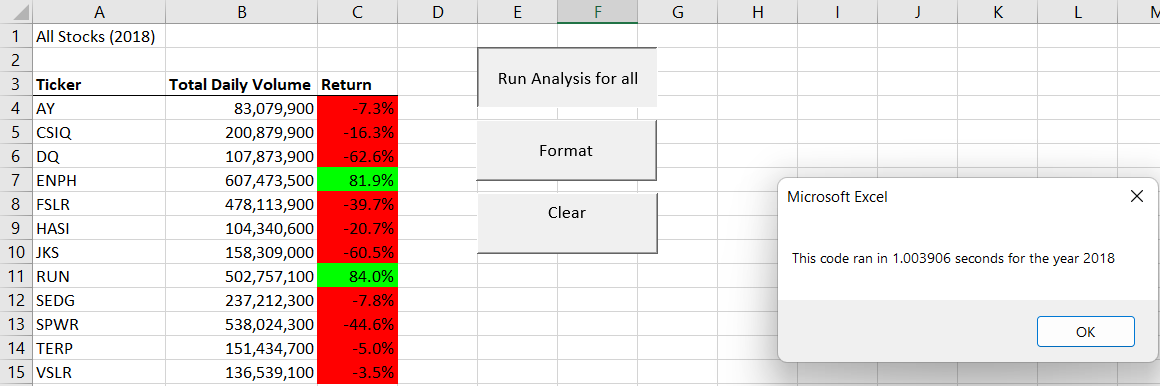 A B C D E F G H I J K L
1 All Stocks (2018)
2
3 Ticker Total Daily Volume Return
4 AY 83,079,900 -7.3%
5 CSIQ 200,879,900 -16.3%
6 DQ 107,873,900 -62.6%
7 ENPH 607,473,500 81.9%
8 FSLR 478,113,900 -39.7%
9 HASI 104,340,600 -20.7%
10 JKS 158,309,000 -60.5%
11 RUN 502,757,100 84.0%
12 SEDG 237,212,300 -7.8%
13 SPWR 538,024,300 -44.6%
14 TERP 151,434,700 -5.0%
15 VSLR 136,539,100 -3.5%
Run Analysis for all
Format
Clear
Microsoft Excel
This code ran in 1.003906 seconds for the year 2018
OK